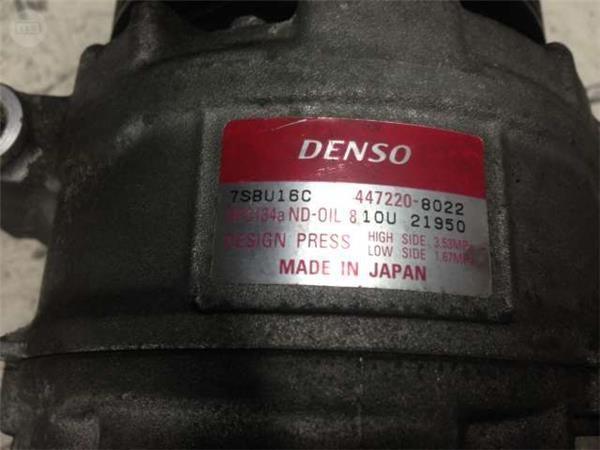 DENSO
7SBU16C 447220-8022
HFC134a ND-OIL 8 10U 21950
DESIGN PRESS HIGH SIDE 3.53MPa
LOW SIDE 1.67MPa
MADE IN JAPAN